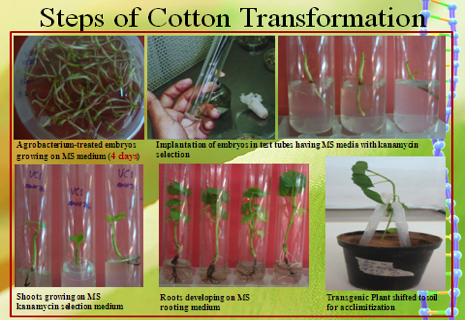 Steps of Cotton Transformation
Agrobacterium-treated embryos
growing on MS medium (4 days)
Implantation of embryos in test tubes having MS media with kanamycin
selection
Shoots growing on MS
kanamycin selection medium
Roots developing on MS
rooting medium
Transgenic Plant shifted to soil
for acclimitization